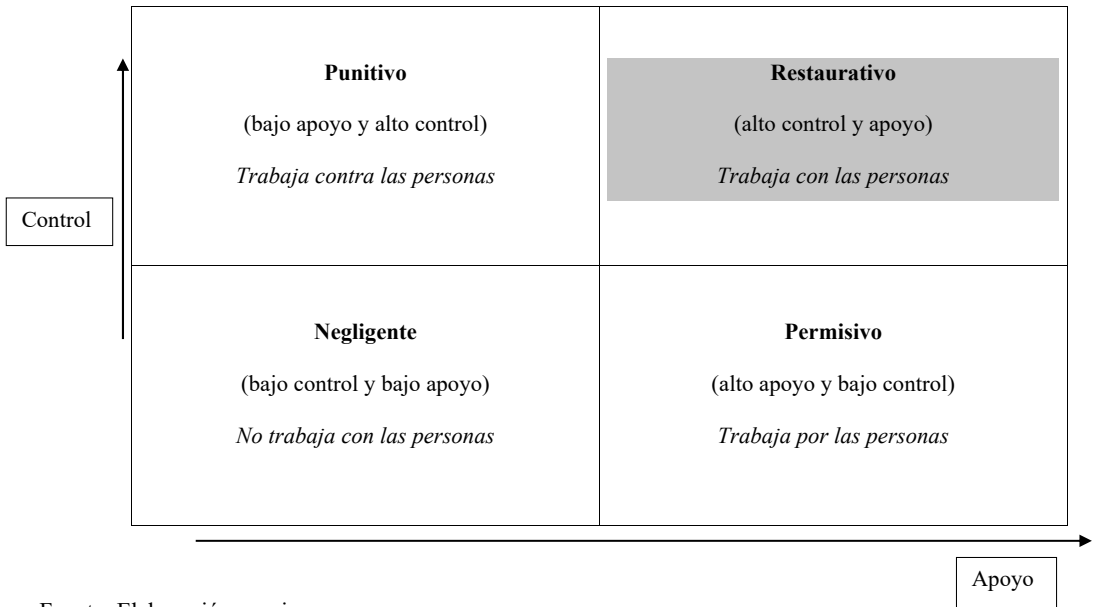 Punitivo
(bajo apoyo y alto control)
Trabaja contra las personas
Restaurativo
(alto control y apoyo)
Trabaja con las personas
Control
Negligente
(bajo control y bajo apoyo)
No trabaja con las personas
Permisivo
(alto apoyo y bajo control)
Trabaja por las personas
Apoyo